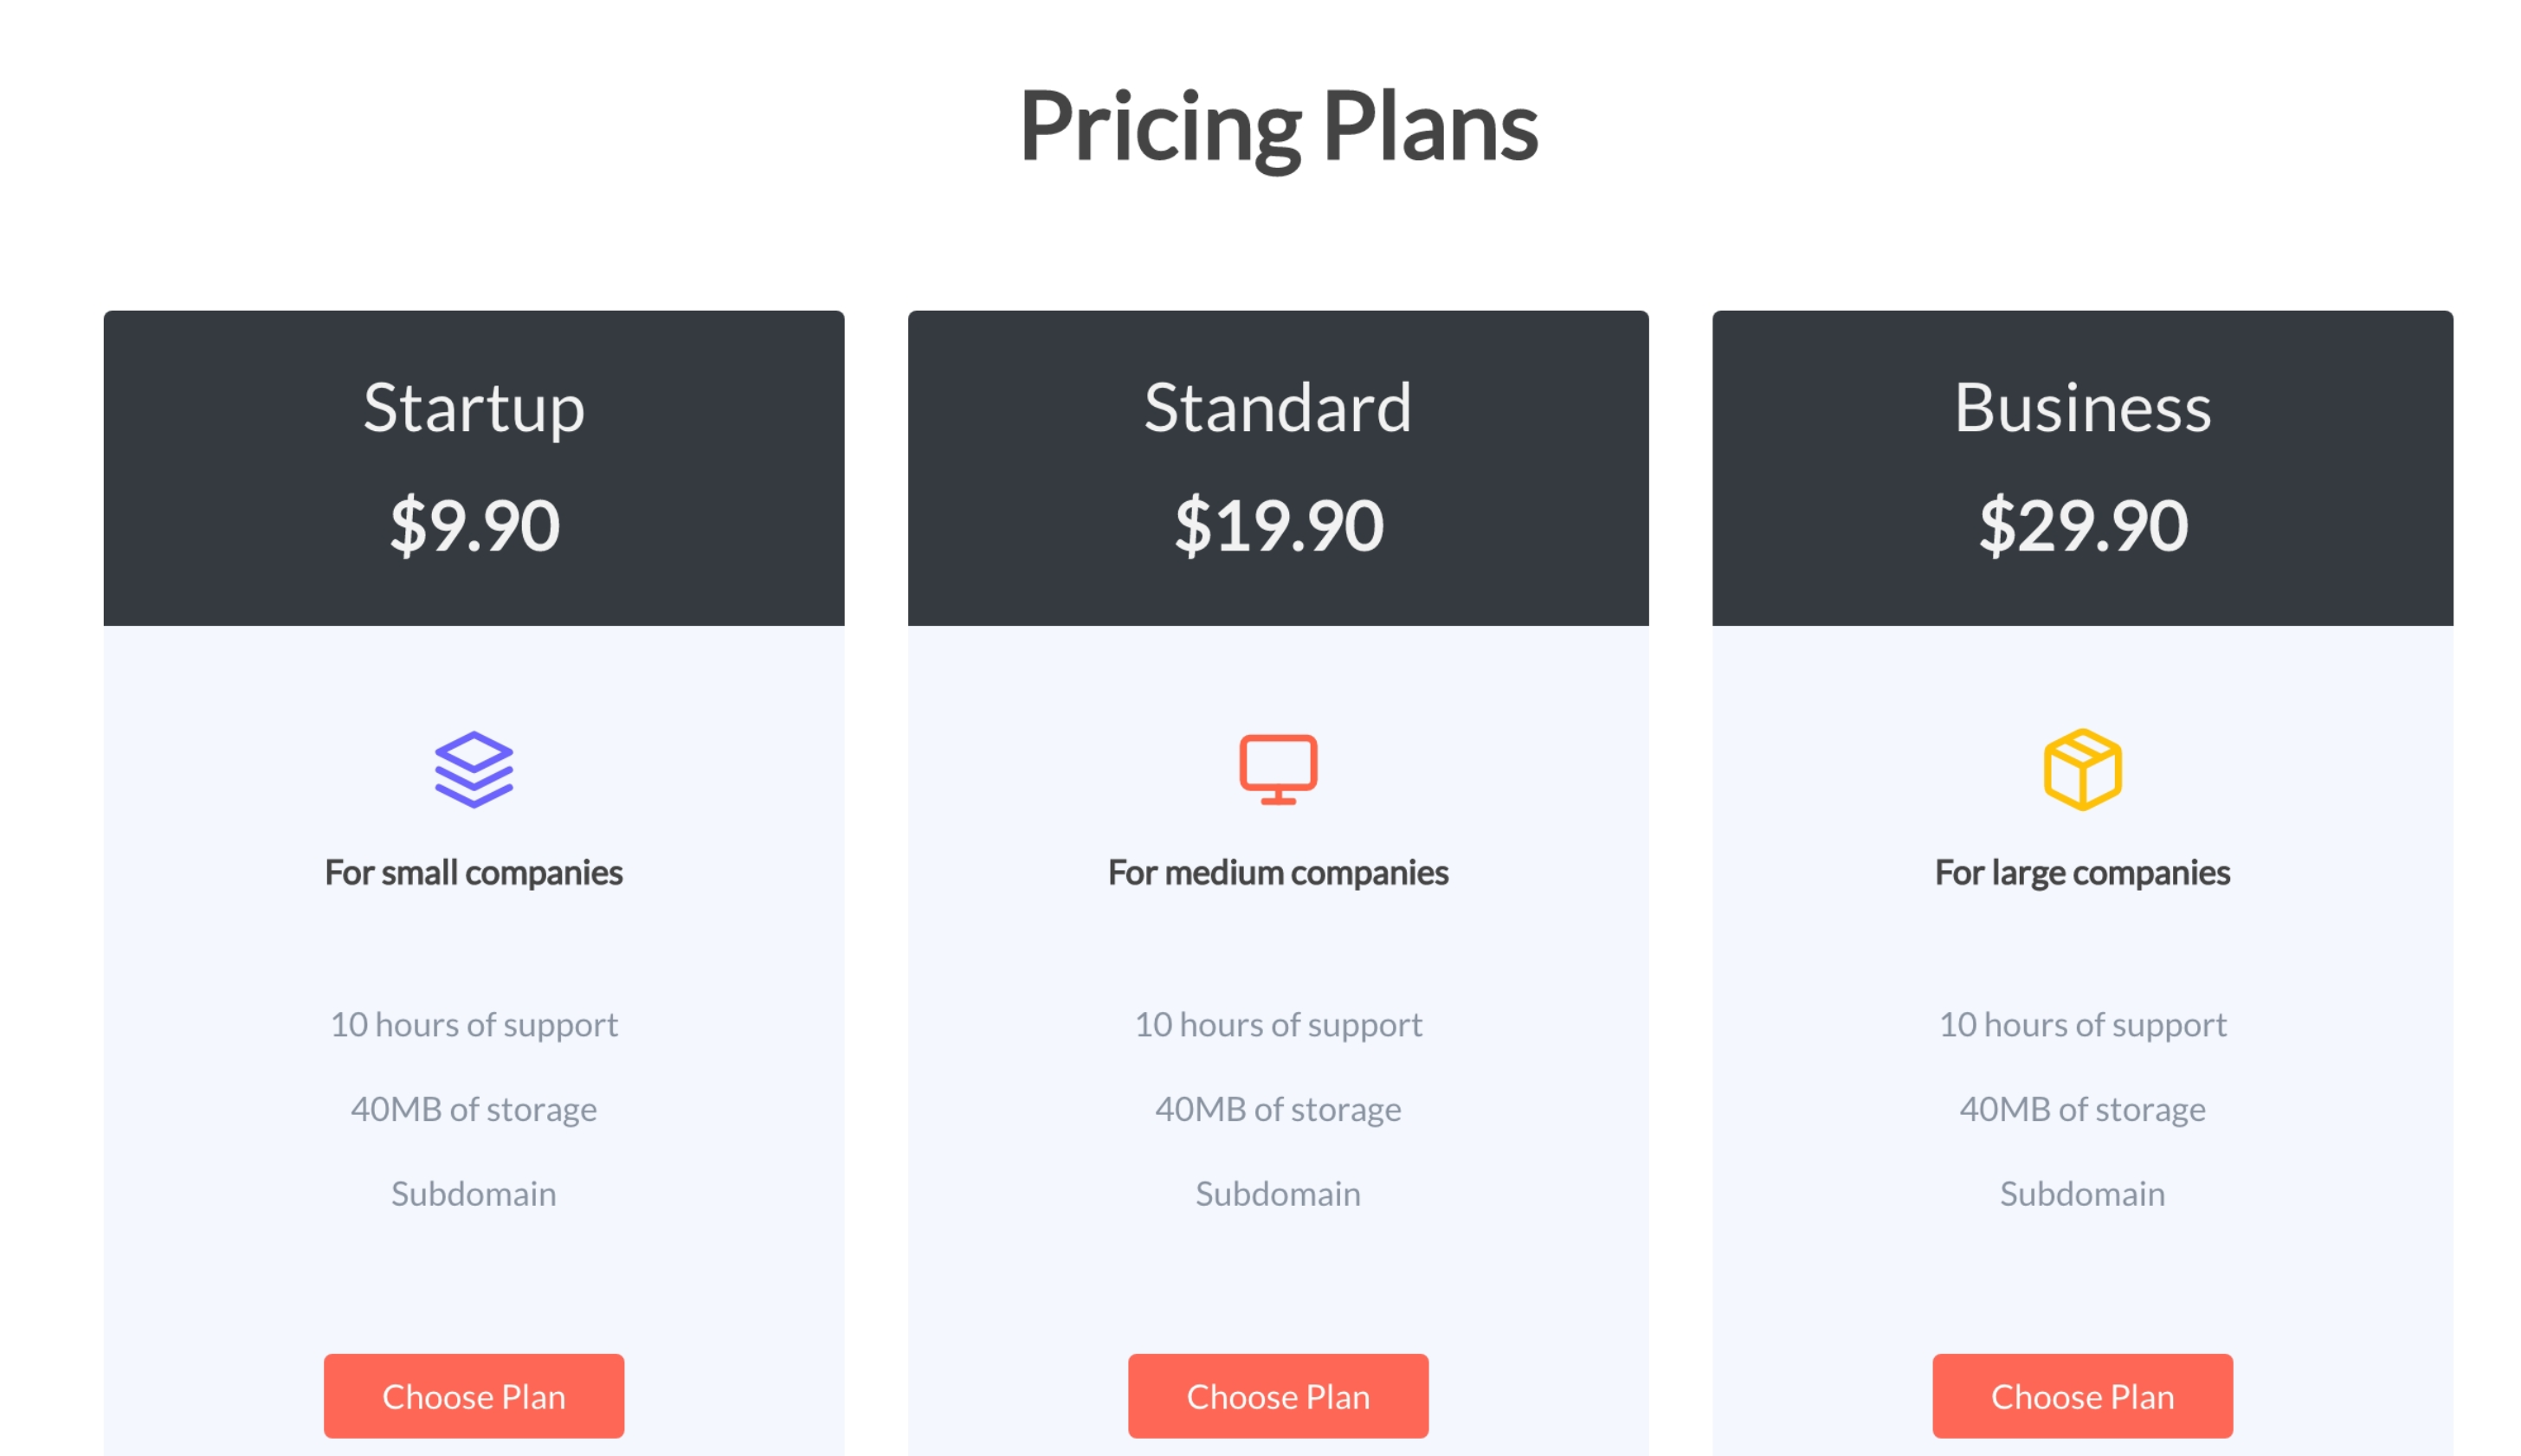 Pricing Plans
Startup
$9.90
For small companies
10 hours of support
40MB of storage
Subdomain
Choose Plan
Standard
$19.90
For medium companies
10 hours of support
40MB of storage
Subdomain
Choose Plan
Business
$29.90
For large companies
10 hours of support
40MB of storage
Subdomain
Choose Plan